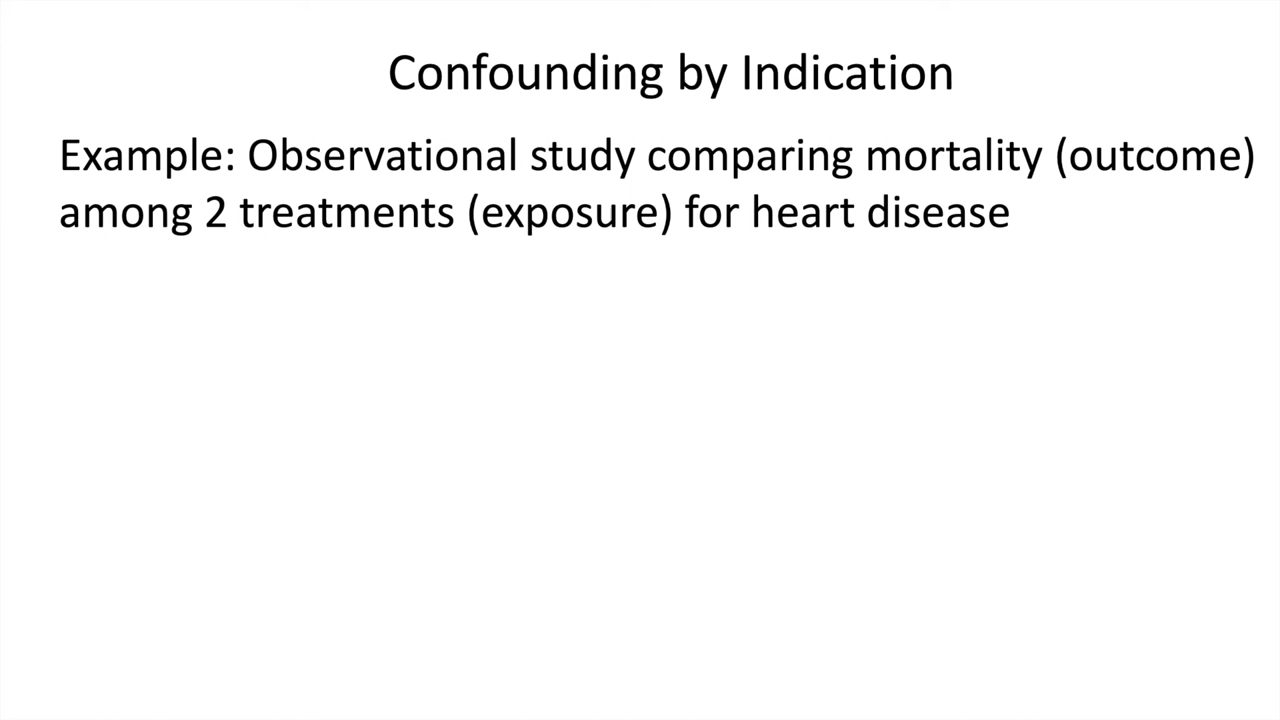 Confounding by Indication
Example: Observational study comparing mortality (outcome)
among 2 treatments (exposure) for heart disease